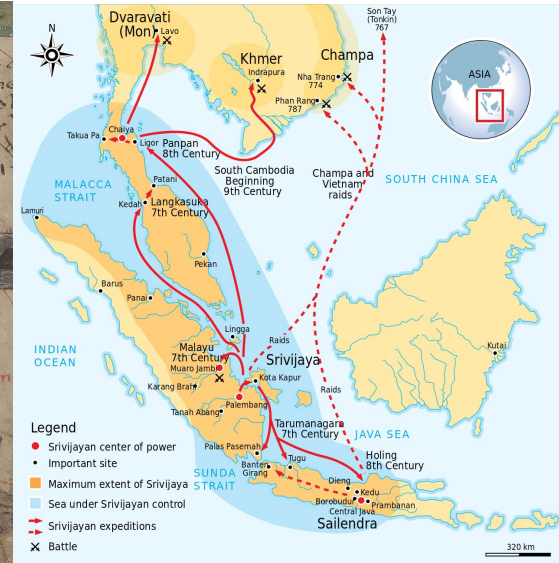 Son Tay
(Tonkin)
767
Dvaravati
(Mon)
Lavo
N
Khmer
Indrapura
Champa
Nha Trang
774
Phan Rang
787
ASIA
Chaiya
Takua Pa
Ligor
Panpan
8th Century
South Cambodia
Beginning
9th Century
Champa and
Vietnam
raids
SOUTH CHINA SEA
MALACCA
STRAIT
Patani
Langkasuka
7th Century
Kedah
Lamuri
Pekan
Barus
Panai
Lingga
Raids
Malayu
7th Century
Srivijaya
INDIAN
OCEAN
Muaro Jambi
Kota Kapur
Kutai
Karang Brahi
Raids
Palembang
Tanah Abang
Tarumanagara
7th Century
JAVA SEA
Legend
Srivijayan center of power
Important site
Maximum extent of Srivijaya
Sea under Srivijayan control
Srivijayan expeditions
Battle
Palas Pasemah
Holing
8th Century
Banten
Girang
Tugu
SUNDA
STRAIT
Dieng
Kedu
Borobudur
Prambanan
Central Java
Sailendra
320 km